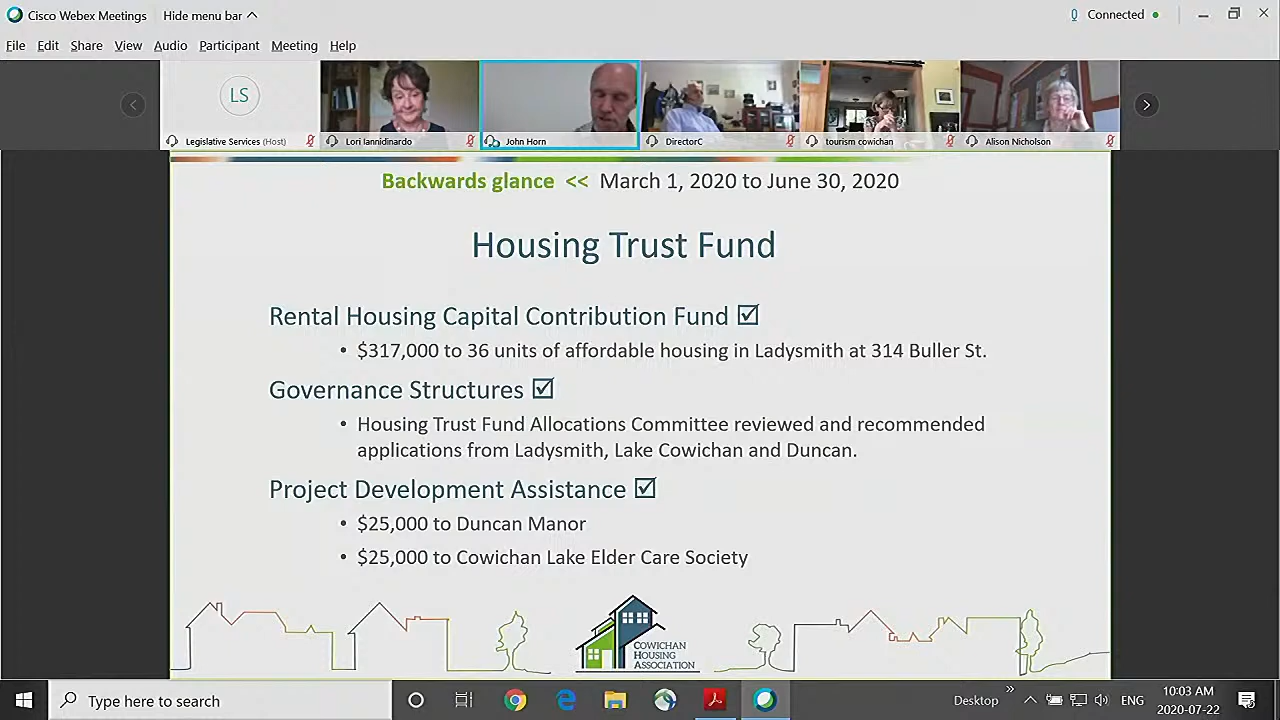 Cisco Webex Meetings Hide menu bar Connected
File Edit Share View Audio Participant Meeting Help
LS
Legislative Services (Host) Lori Iannidinardo John Horn DirectorC tourism cowichan Alison Nicholson
Backwards glance << March 1, 2020 to June 30, 2020
Housing Trust Fund
Rental Housing Capital Contribution Fund
• $317,000 to 36 units of affordable housing in Ladysmith at 314 Buller St.
Governance Structures
• Housing Trust Fund Allocations Committee reviewed and recommended
applications from Ladysmith, Lake Cowichan and Duncan.
Project Development Assistance
• $25,000 to Duncan Manor
• $25,000 to Cowichan Lake Elder Care Society
COWICHAN
HOUSING
ASSOCIATION
Type here to search
Desktop
ENG
10:03 AM
2020-07-22